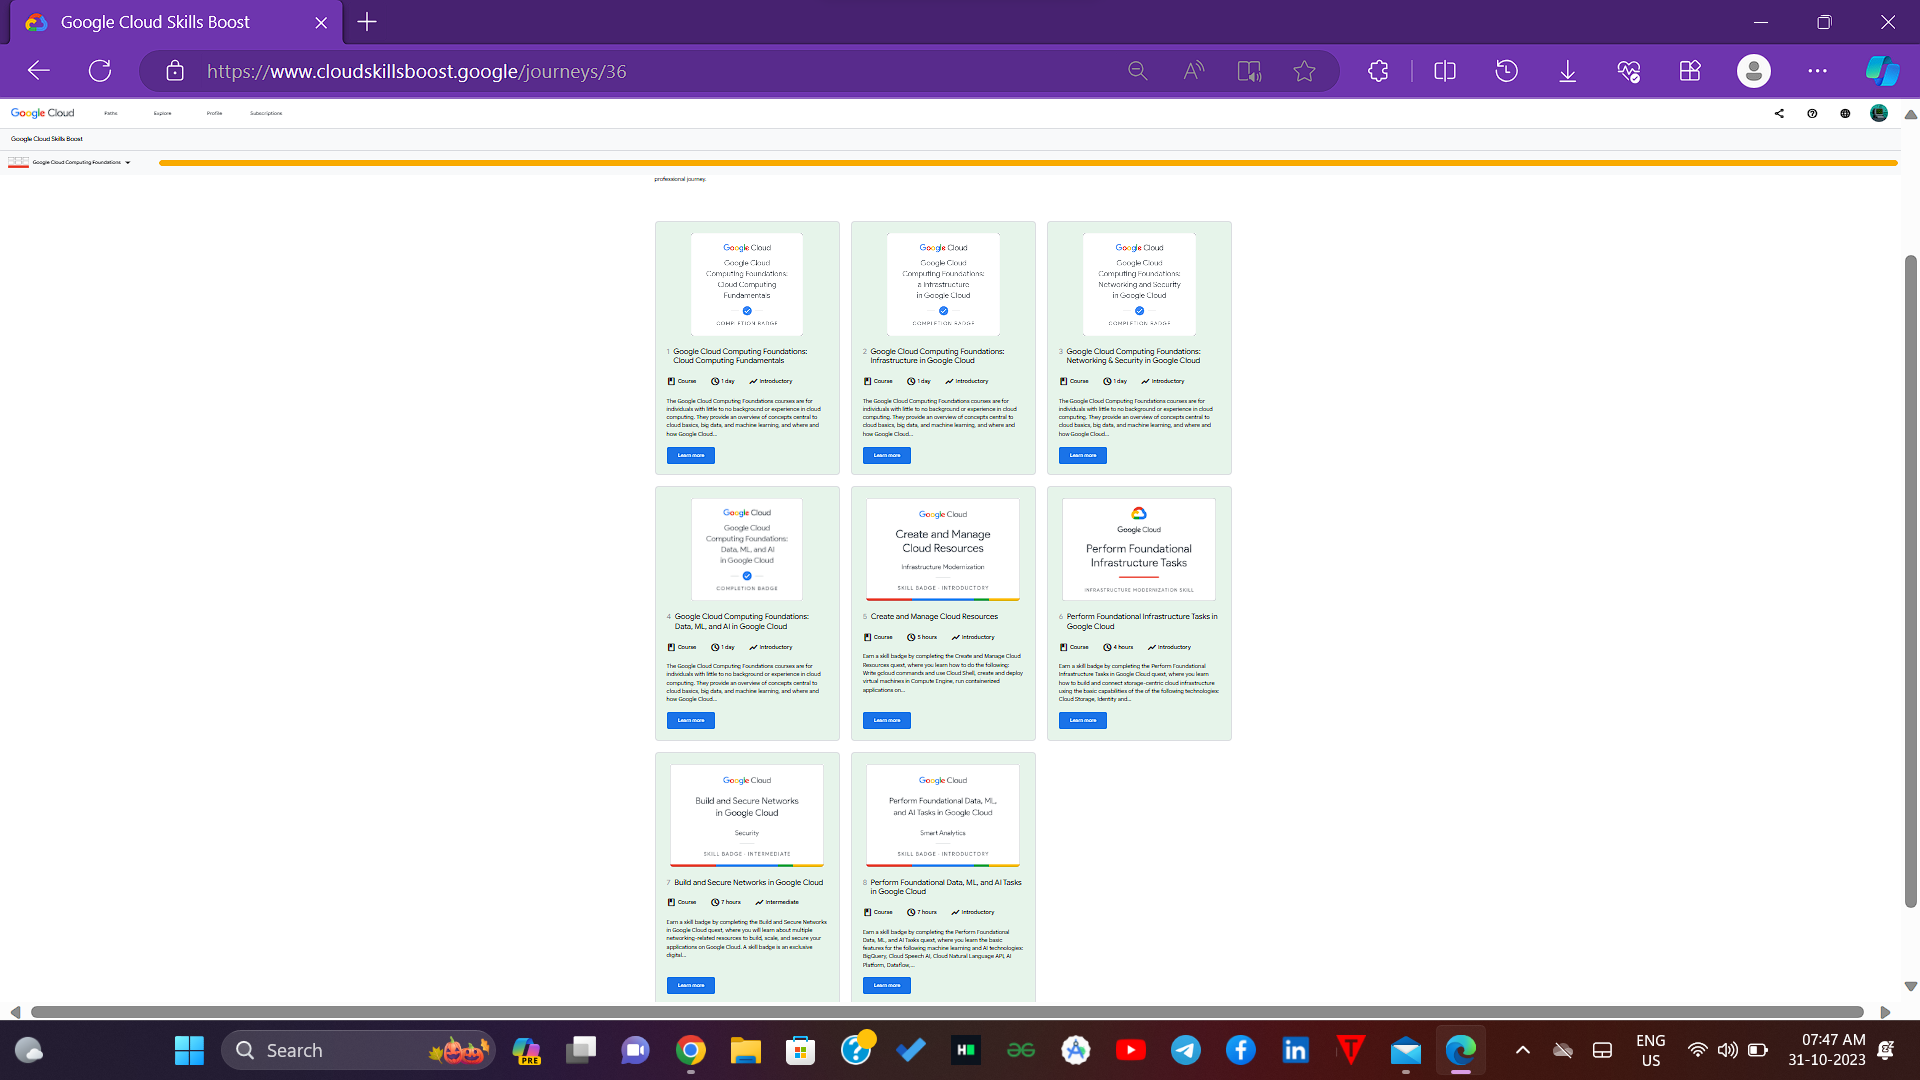 Google Cloud Skills Boost
https://www.cloudskillsboost.google/journeys/36
Google Cloud Paths Explore Profile Subscriptions
Google Cloud Skills Boost
Google Cloud Computing Foundations
professional journey.
Google Cloud
Google Cloud
Computing Foundations:
Cloud Computing
Fundamentals
COMPLETION BADGE
1 Google Cloud Computing Foundations:
Cloud Computing Fundamentals
Course 1 day Introductory
The Google Cloud Computing Foundations courses are for
individuals with little to no background or experience in cloud
computing. They provide an overview of concepts central to
cloud basics, big data, and machine learning, and where and
how Google Cloud...
Learn more
Google Cloud
Google Cloud
Computing Foundations:
a Infrastructure
in Google Cloud
COMPLETION BADGE
2 Google Cloud Computing Foundations:
Infrastructure in Google Cloud
Course 1 day Introductory
The Google Cloud Computing Foundations courses are for
individuals with little to no background or experience in cloud
computing. They provide an overview of concepts central to
cloud basics, big data, and machine learning, and where and
how Google Cloud...
Learn more
Google Cloud
Google Cloud
Computing Foundations:
Networking and Security
in Google Cloud
COMPLETION BADGE
3 Google Cloud Computing Foundations:
Networking & Security in Google Cloud
Course 1 day Introductory
The Google Cloud Computing Foundations courses are for
individuals with little to no background or experience in cloud
computing. They provide an overview of concepts central to
cloud basics, big data, and machine learning, and where and
how Google Cloud...
Learn more
Google Cloud
Google Cloud
Computing Foundations:
Data, ML, and AI
in Google Cloud
COMPLETION BADGE
4 Google Cloud Computing Foundations:
Data, ML, and AI in Google Cloud
Course 1 day Introductory
The Google Cloud Computing Foundations courses are for
individuals with little to no background or experience in cloud
computing. They provide an overview of concepts central to
cloud basics, big data, and machine learning, and where and
how Google Cloud...
Learn more
Google Cloud
Create and Manage
Cloud Resources
Infrastructure Modernization
SKILL BADGE · INTRODUCTORY
5 Create and Manage Cloud Resources
Course 5 hours Introductory
Earn a skill badge by completing the Create and Manage Cloud
Resources quest, where you learn how to do the following:
Write gcloud commands and use Cloud Shell, create and deploy
virtual machines in Compute Engine, run containerized
applications on...
Learn more
Google Cloud
Perform Foundational
Infrastructure Tasks
INFRASTRUCTURE MODERNIZATION SKILL
6 Perform Foundational Infrastructure Tasks in
Google Cloud
Course 4 hours Introductory
Earn a skill badge by completing the Perform Foundational
Infrastructure Tasks in Google Cloud quest, where you learn
how to build and connect storage-centric cloud infrastructure
using the basic capabilities of the of the following technologies:
Cloud Storage, Identity and...
Learn more
Google Cloud
Build and Secure Networks
in Google Cloud
Security
SKILL BADGE · INTERMEDIATE
7 Build and Secure Networks in Google Cloud
Course 7 hours Intermediate
Earn a skill badge by completing the Build and Secure Networks
in Google Cloud quest, where you will learn about multiple
networking-related resources to build, scale, and secure your
applications on Google Cloud. A skill badge is an exclusive
digital...
Learn more
Google Cloud
Perform Foundational Data, ML,
and AI Tasks in Google Cloud
Smart Analytics
SKILL BADGE · INTRODUCTORY
8 Perform Foundational Data, ML, and AI Tasks
in Google Cloud
Course 7 hours Introductory
Earn a skill badge by completing the Perform Foundational
Data, ML, and AI Tasks quest, where you learn the basic
features for the following machine learning and AI technologies:
BigQuery, Cloud Speech AI, Cloud Natural Language API, AI
Platform, Dataflow,...
Learn more
Search
PRE
ENG
US
07:47 AM
31-10-2023